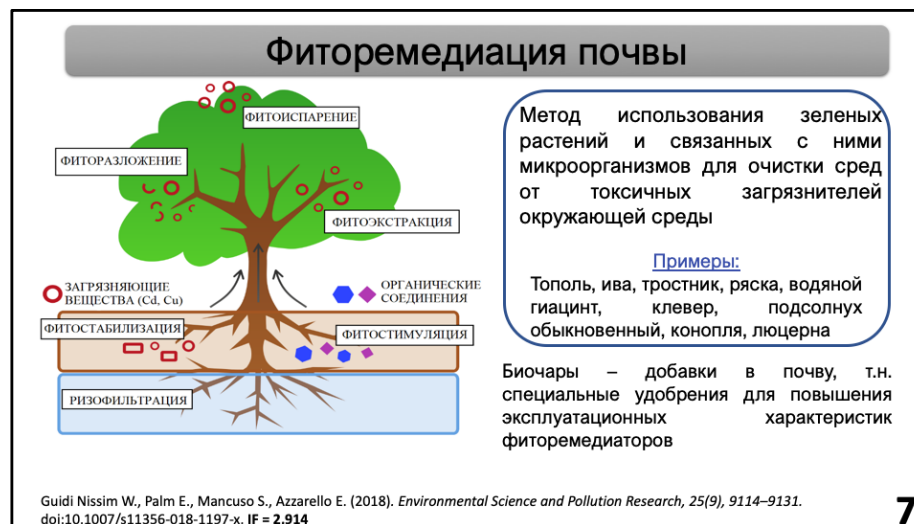 Фиторемедиация почвы
ФИТОИСПАРЕНИЕ
ФИТОРАЗЛОЖЕНИЕ
ФИТОЭКСТРАКЦИЯ
ЗАГРЯЗНЯЮЩИЕ
ВЕЩЕСТВА (Cd, Cu)
ОРГАНИЧЕСКИЕ
СОЕДИНЕНИЯ
ФИТОСТАБИЛИЗАЦИЯ
ФИТОСТИМУЛЯЦИЯ
РИЗОФИЛЬТРАЦИЯ
Метод использования зеленых
растений и связанных с ними
микроорганизмов для очистки сред
от токсичных загрязнителей
окружающей среды
Примеры:
Тополь, ива, тростник, ряска, водяной
гиацинт, клевер, подсолнух
обыкновенный, конопля, люцерна
Биочары – добавки в почву, т.н.
специальные удобрения для повышения
эксплуатационных характеристик
фиторемедиаторов
Guidi Nissim W., Palm E., Mancuso S., Azzarello E. (2018). Environmental Science and Pollution Research, 25(9), 9114–9131.
doi:10.1007/s11356-018-1197-x. IF = 2.914
7